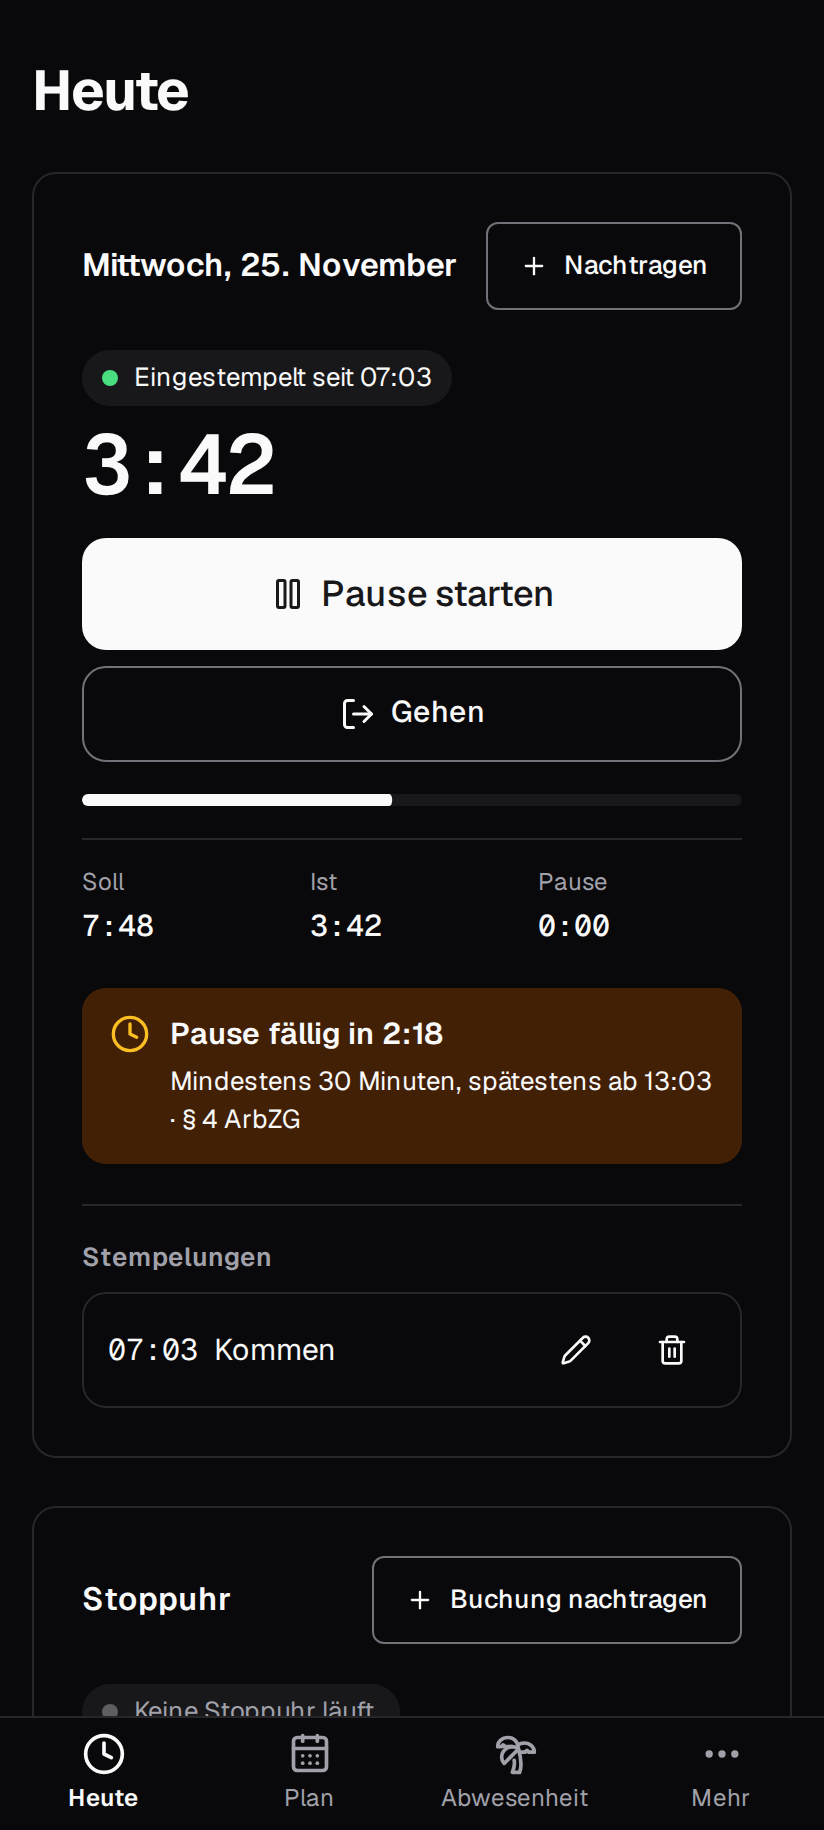 Heute
Mittwoch, 25. November
Nachtragen
Eingestempelt seit 07:03
3:42
Pause starten
Gehen
Soll
Ist
Pause
7:48
3:42
0:00
Pause fällig in 2:18
Mindestens 30 Minuten, spätestens ab 13:03
· § 4 ArbZG
Stempelungen
07:03 Kommen
Stoppuhr
Buchung nachtragen
Keine Stoppuhr läuft
Heute
Plan
Abwesenheit
Mehr